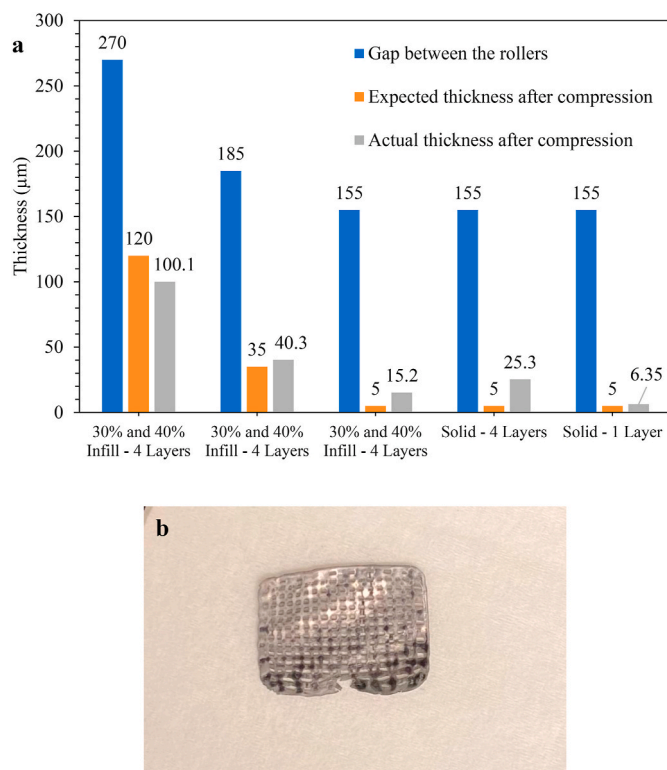 a
300
250
200
150
100
50
0
Thickness (µm)
Gap between the rollers
Expected thickness after compression
Actual thickness after compression
270
120
100.1
185
35
40.3
155
5
15.2
155
5
25.3
155
5
6.35
30% and 40%
Infill - 4 Layers
30% and 40%
Infill - 4 Layers
30% and 40%
Infill - 4 Layers
Solid - 4 Layers
Solid - 1 Layer
b